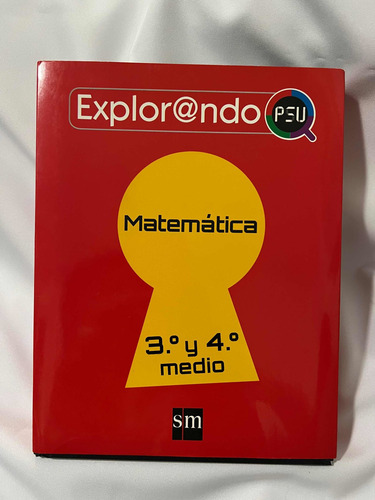 Explor@ndo PSU
Matemática
3.º y 4.º
medio
sm